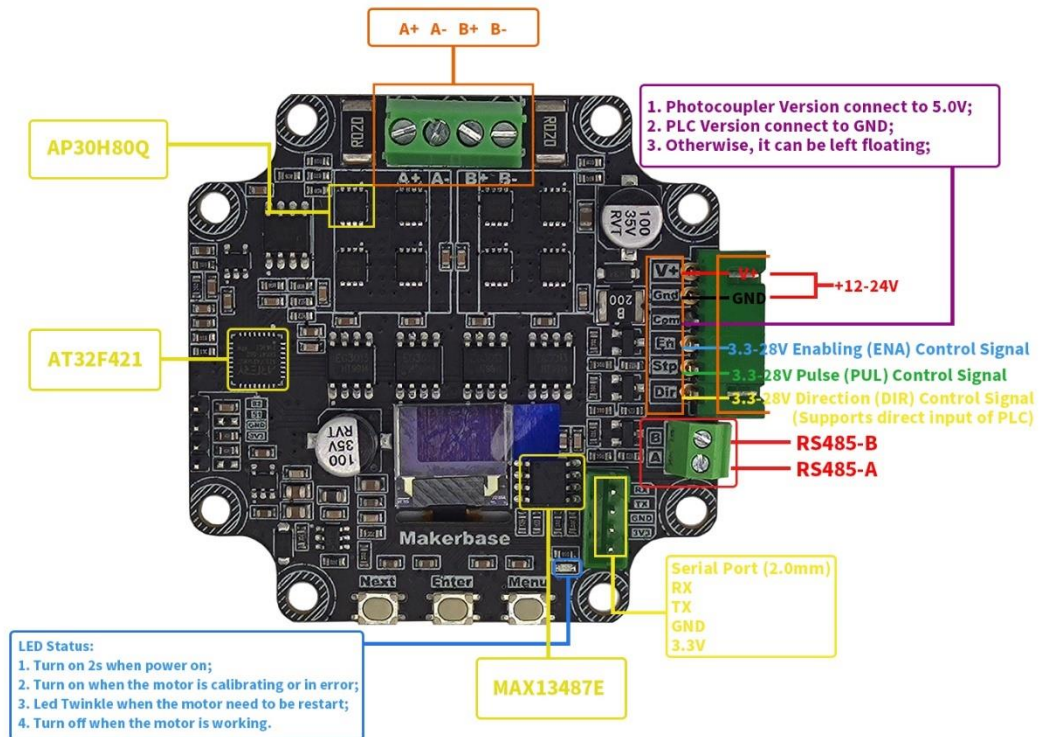 A+ A- B+ B-
1. Photocoupler Version connect to 5.0V;
2. PLC Version connect to GND;
3. Otherwise, it can be left floating;
AP30H80Q
R020
R020
A+ A- B+ B-
100
35V
RVT
V+
Gnd
Com
En
Stp
Dir
V+
GND
+12-24V
B
200
AT32F421
3.3-28V Enabling (ENA) Control Signal
3.3-28V Pulse (PUL) Control Signal
3.3-28V Direction (DIR) Control Signal
(Supports direct input of PLC)
100
35V
RVT
GND
3V3
B
A
RS485-B
RS485-A
TX
GND
3V3
Makerbase
Next Enter Menu
Serial Port (2.0mm)
RX
TX
GND
3.3V
LED Status:
1. Turn on 2s when power on;
2. Turn on when the motor is calibrating or in error;
3. Led Twinkle when the motor need to be restart;
4. Turn off when the motor is working.
MAX13487E